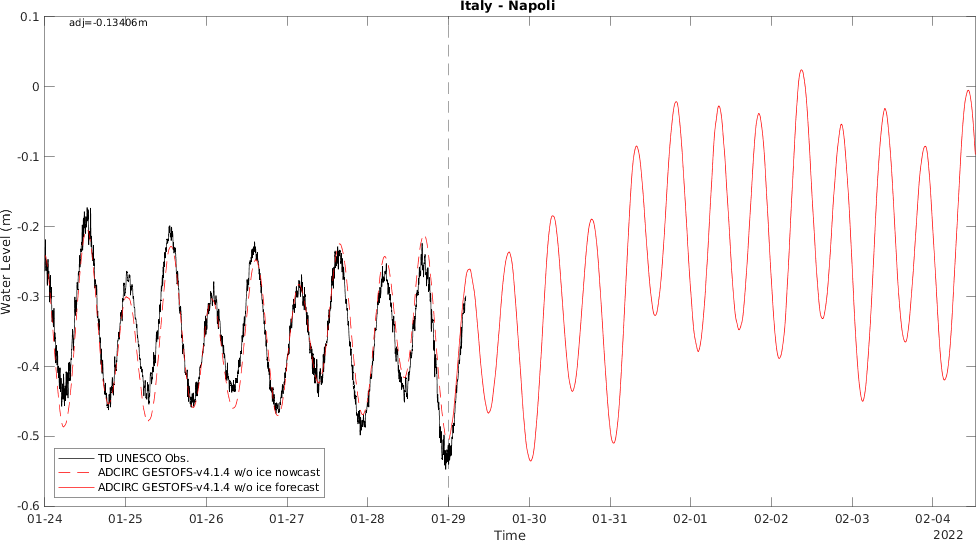 Italy - Napoli
adj=-0.13406m
0.1
0
-0.1
-0.2
-0.3
-0.4
-0.5
-0.6
Water Level (m)
TD UNESCO Obs.
ADCIRC GESTOFS-v4.1.4 w/o ice nowcast
ADCIRC GESTOFS-v4.1.4 w/o ice forecast
01-24 01-25 01-26 01-27 01-28 01-29 01-30 01-31 02-01 02-02 02-03 02-04
Time
2022